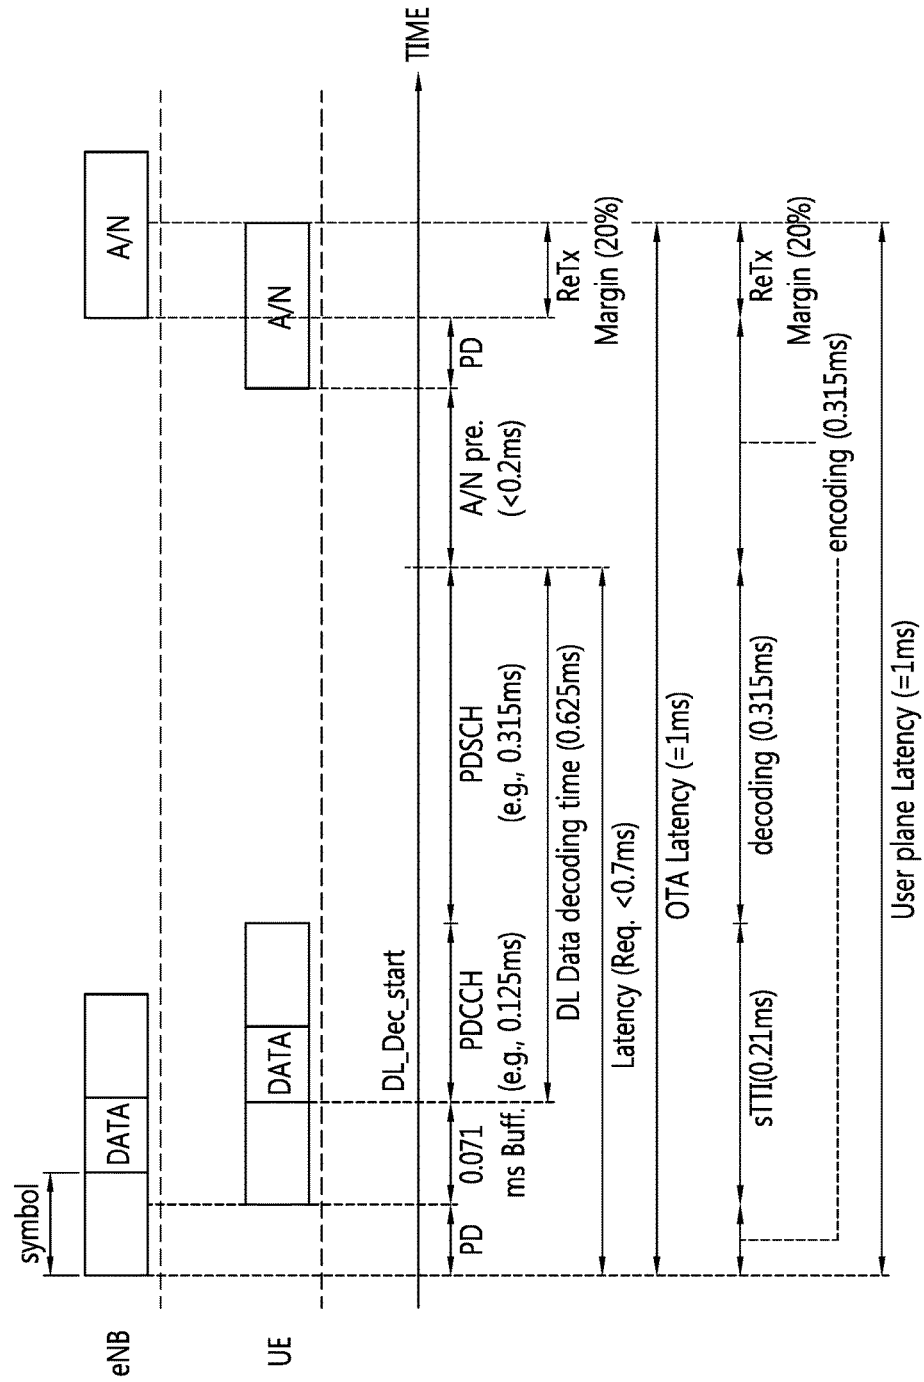 symbol
eNB
DATA
A/N
UE
DATA
A/N
DL_Dec_start
TIME
PD
0.071
ms Buff.
PDCCH
(e.g., 0.125ms)
PDSCH
(e.g., 0.315ms)
A/N pre.
(<0.2ms)
PD
DL Data decoding time (0.625ms)
ReTx
Margin (20%)
Latency (Req. <0.7ms)
OTA Latency (=1ms)
sTTI(0.21ms)
decoding (0.315ms)
ReTx
Margin (20%)
encoding (0.315ms)
User plane Latency (=1ms)